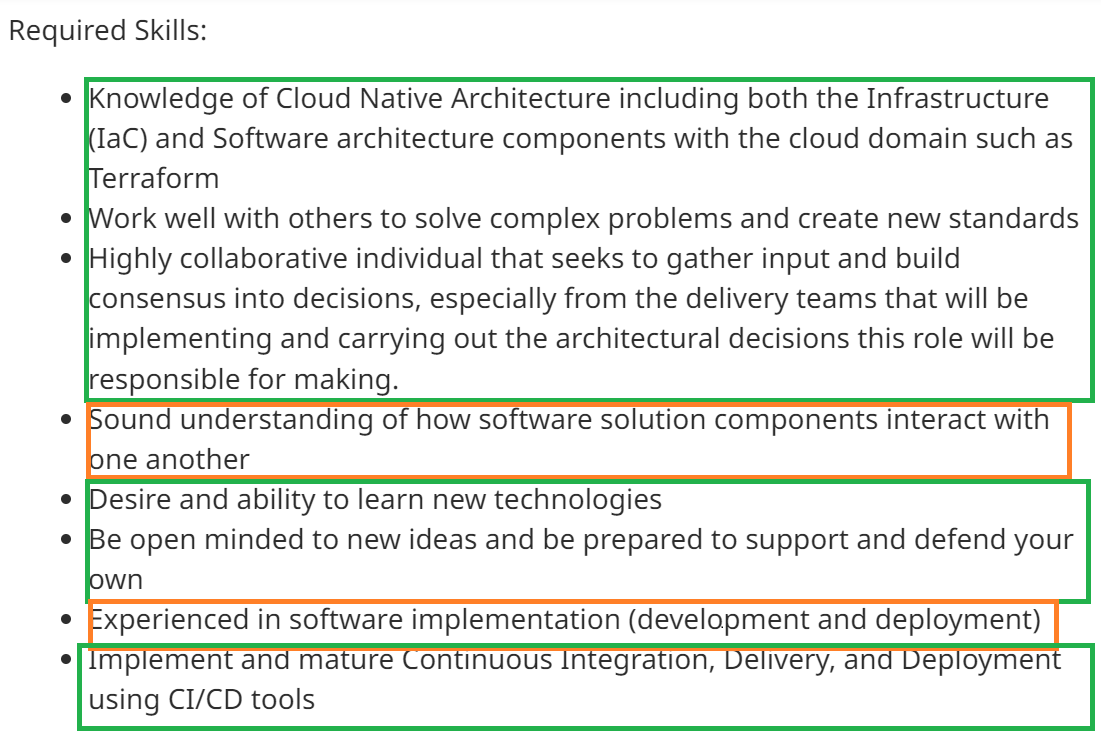 Required Skills:
• Knowledge of Cloud Native Architecture including both the Infrastructure
(IaC) and Software architecture components with the cloud domain such as
Terraform
• Work well with others to solve complex problems and create new standards
• Highly collaborative individual that seeks to gather input and build
consensus into decisions, especially from the delivery teams that will be
implementing and carrying out the architectural decisions this role will be
responsible for making.
• Sound understanding of how software solution components interact with
one another
• Desire and ability to learn new technologies
• Be open minded to new ideas and be prepared to support and defend your
own
• Experienced in software implementation (development and deployment)
• Implement and mature Continuous Integration, Delivery, and Deployment
using CI/CD tools